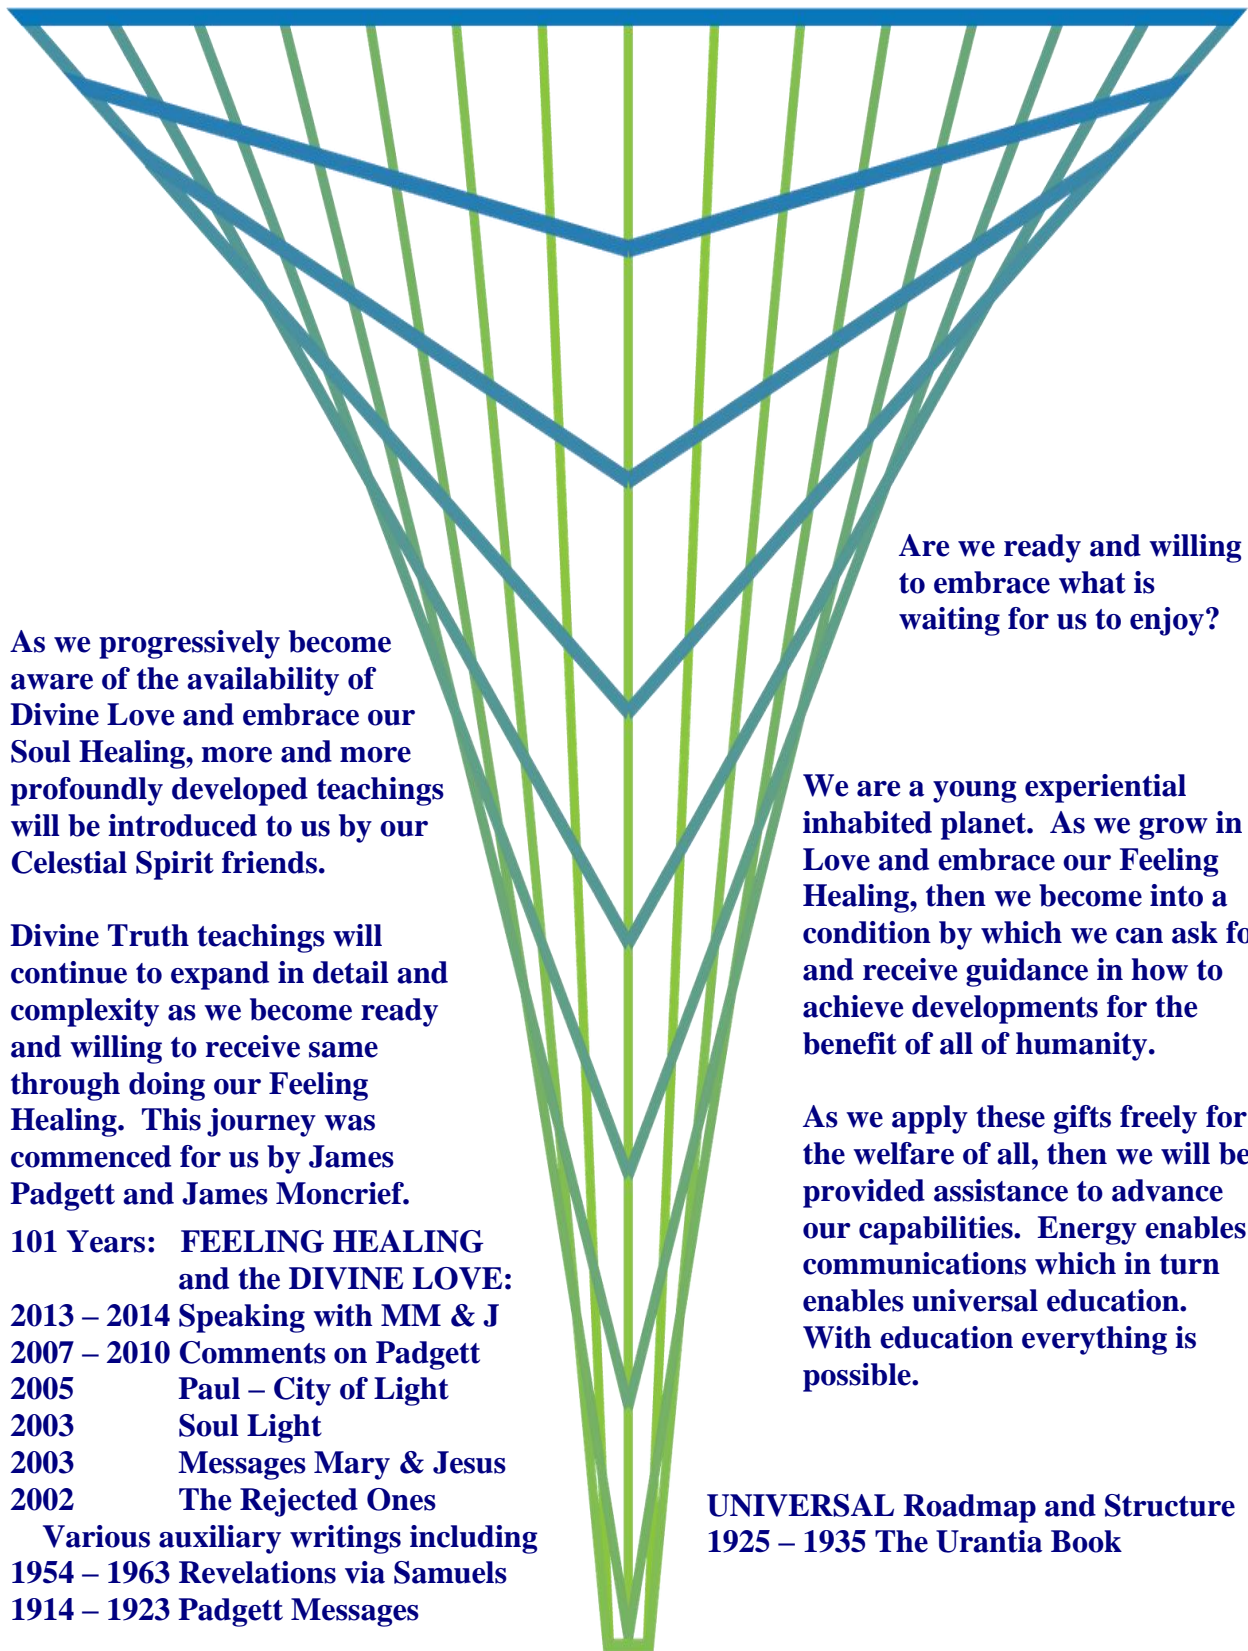 Are we ready and willing
to embrace what is
waiting for us to enjoy?
As we progressively become
aware of the availability of
Divine Love and embrace our
Soul Healing, more and more
profoundly developed teachings
will be introduced to us by our
Celestial Spirit friends.
Divine Truth teachings will
continue to expand in detail and
complexity as we become ready
and willing to receive same
through doing our Feeling
Healing.  This journey was
commenced for us by James
Padgett and James Moncrief.
101 Years:   FEELING HEALING
and the DIVINE LOVE:
2013 – 2014 Speaking with MM & J
2007 – 2010 Comments on Padgett
2005 Paul – City of Light
2003 Soul Light
2003 Messages Mary & Jesus
2002 The Rejected Ones
Various auxiliary writings including
1954 – 1963 Revelations via Samuels
1914 – 1923 Padgett Messages
We are a young experiential
inhabited planet.  As we grow in
Love and embrace our Feeling
Healing, then we become into a
condition by which we can ask fo
and receive guidance in how to
achieve developments for the
benefit of all of humanity.
As we apply these gifts freely for
the welfare of all, then we will be
provided assistance to advance
our capabilities.  Energy enables
communications which in turn
enables universal education.
With education everything is
possible.
UNIVERSAL Roadmap and Structure
1925 – 1935 The Urantia Book